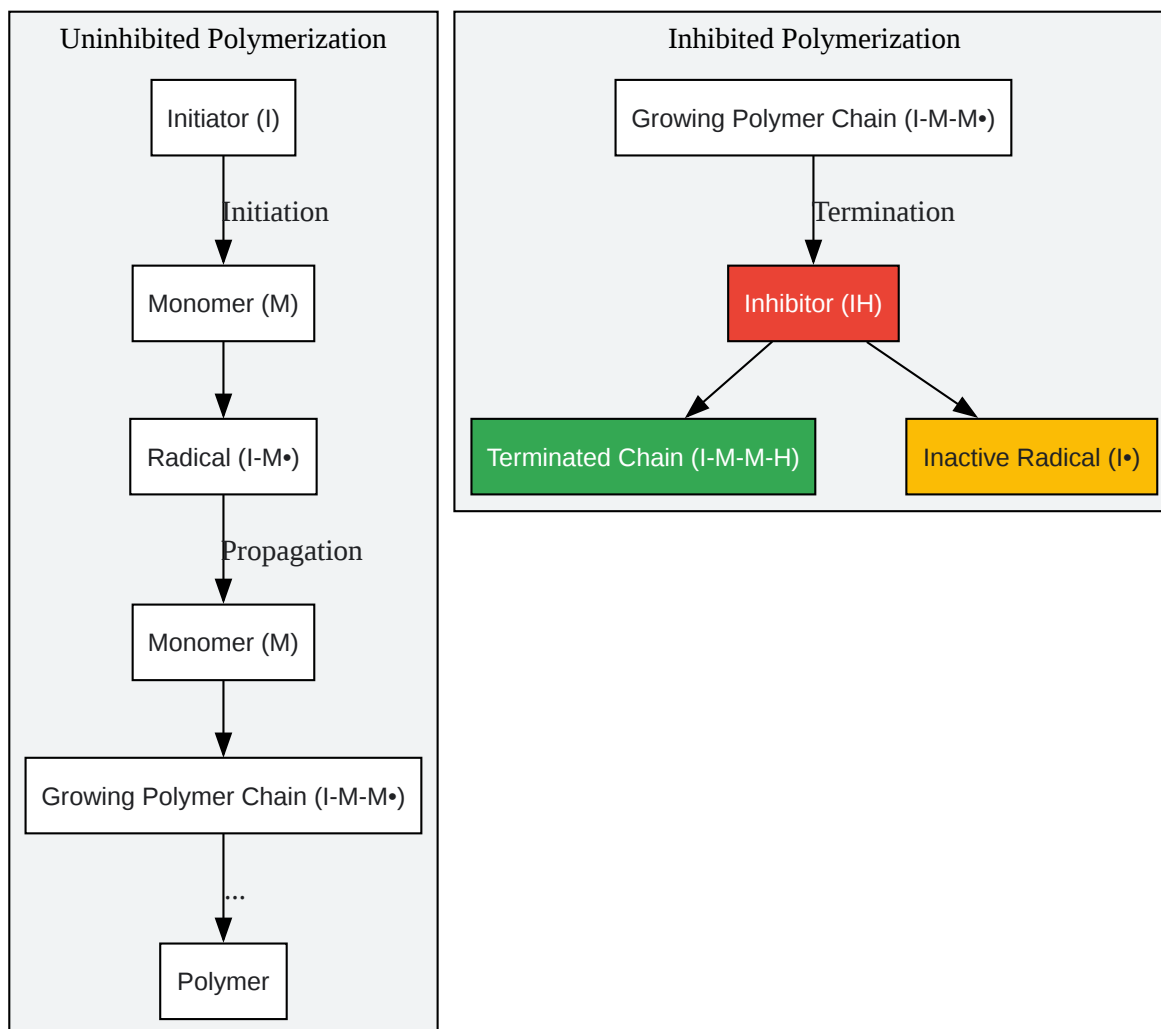 Uninhibited Polymerization
Initiator (I)
Initiation
Monomer (M)
Radical (I-M•)
Propagation
Monomer (M)
Growing Polymer Chain (I-M-M•)
...
Polymer
Inhibited Polymerization
Growing Polymer Chain (I-M-M•)
Termination
Inhibitor (IH)
Terminated Chain (I-M-M-H)
Inactive Radical (I•)